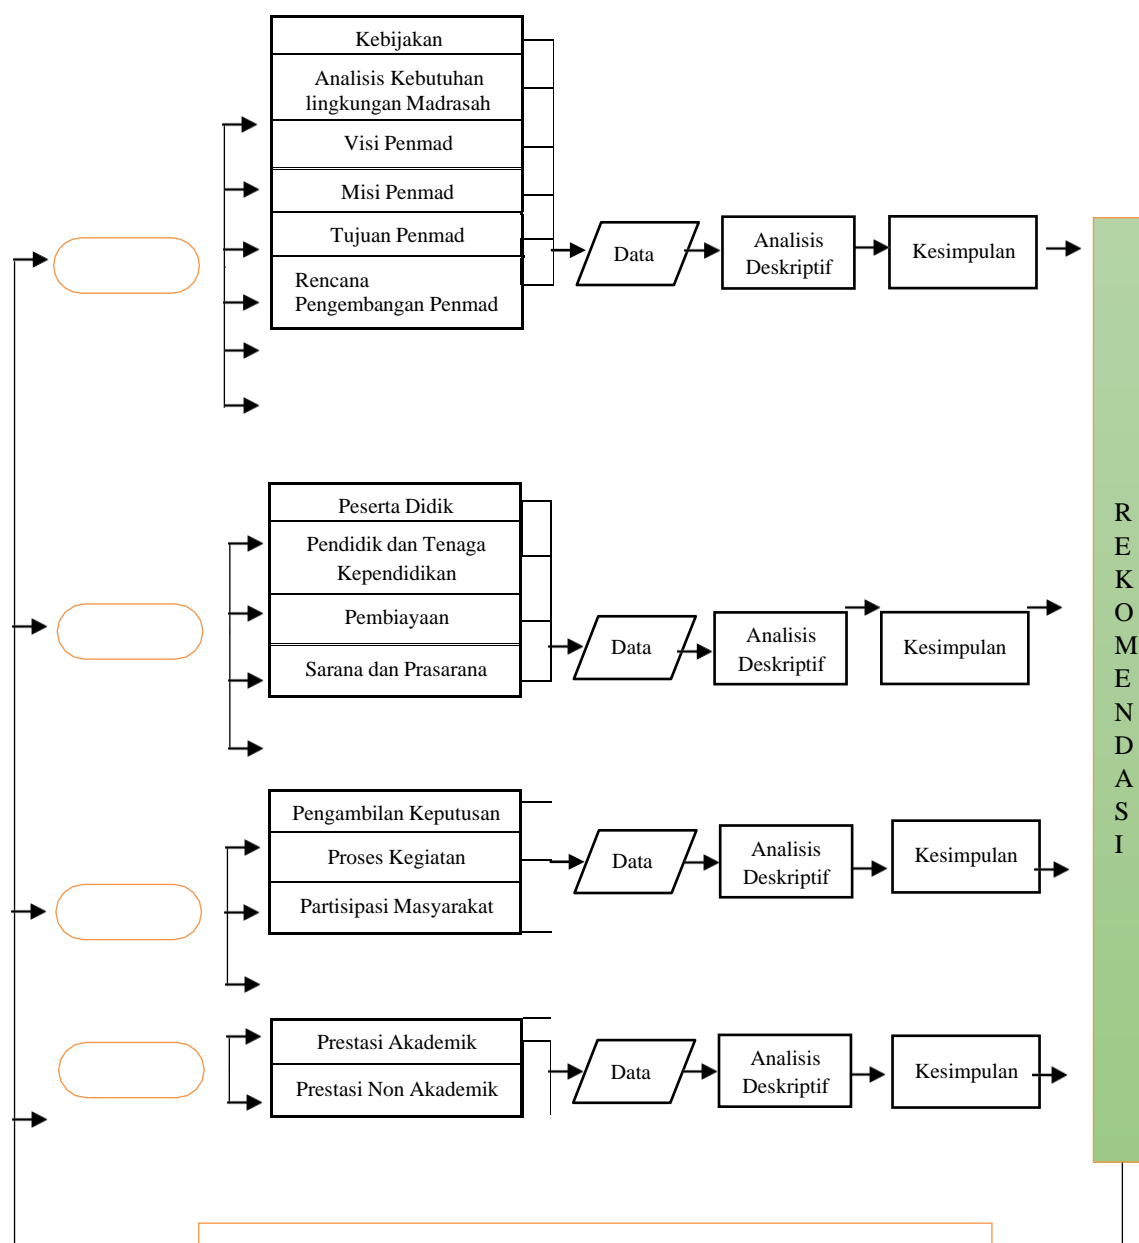 Kebijakan
Analisis Kebutuhan
lingkungan Madrasah
Visi Penmad
Misi Penmad
Tujuan Penmad
Rencana
Pengembangan Penmad
Data
Analisis
Deskriptif
Kesimpulan
Peserta Didik
Pendidik dan Tenaga
Kependidikan
Pembiayaan
Sarana dan Prasarana
Data
Analisis
Deskriptif
Kesimpulan
Pengambilan Keputusan
Proses Kegiatan
Partisipasi Masyarakat
Data
Analisis
Deskriptif
Kesimpulan
Prestasi Akademik
Prestasi Non Akademik
Data
Analisis
Deskriptif
Kesimpulan
R
E
K
O
M
E
N
D
A
S
I